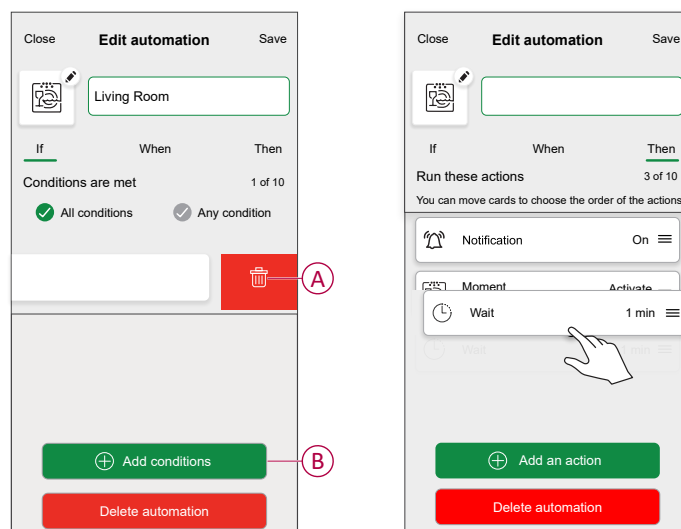 Close Edit automation Save
Living Room
If When Then
Conditions are met 1 of 10
All conditions Any condition
A
Add conditions
B
Delete automation
Close Edit automation Save
If When Then
Run these actions 3 of 10
You can move cards to choose the order of the actions
Notification On
Moment Activate
Wait 1 min
Wait 1 min
Add an action
Delete automation